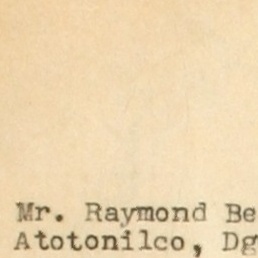 Mr. Raymond Be
Atotonilco, Dg